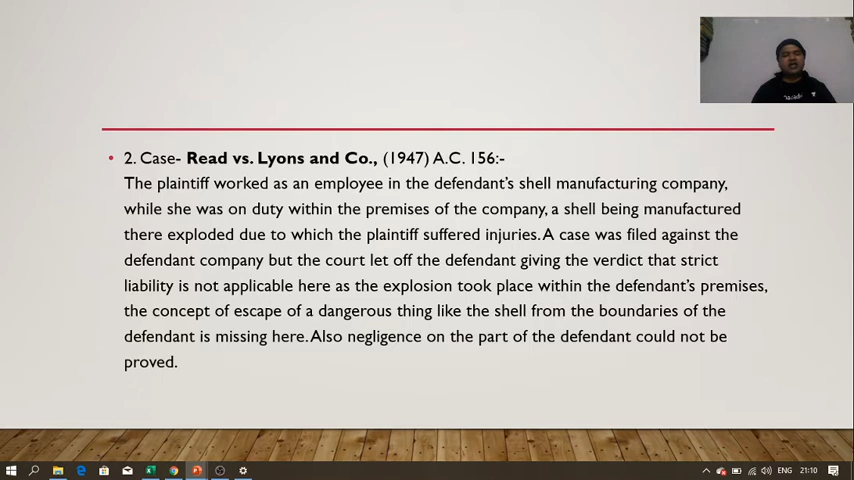 2. Case- Read vs. Lyons and Co., (1947) A.C. 156:-
The plaintiff worked as an employee in the defendant's shell manufacturing company,
while she was on duty within the premises of the company, a shell being manufactured
there exploded due to which the plaintiff suffered injuries. A case was filed against the
defendant company but the court let off the defendant giving the verdict that strict
liability is not applicable here as the explosion took place within the defendant's premises,
the concept of escape of a dangerous thing like the shell from the boundaries of the
defendant is missing here. Also negligence on the part of the defendant could not be
proved.
ENG 21:10